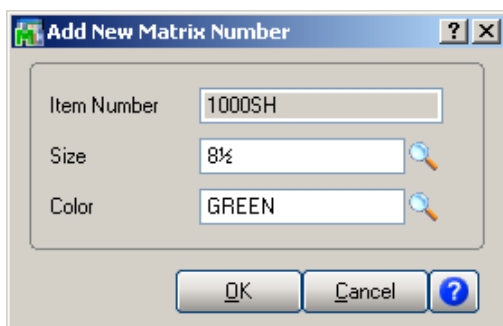 Add New Matrix Number
Item Number 1000SH
Size 8½
Color GREEN
OK Cancel